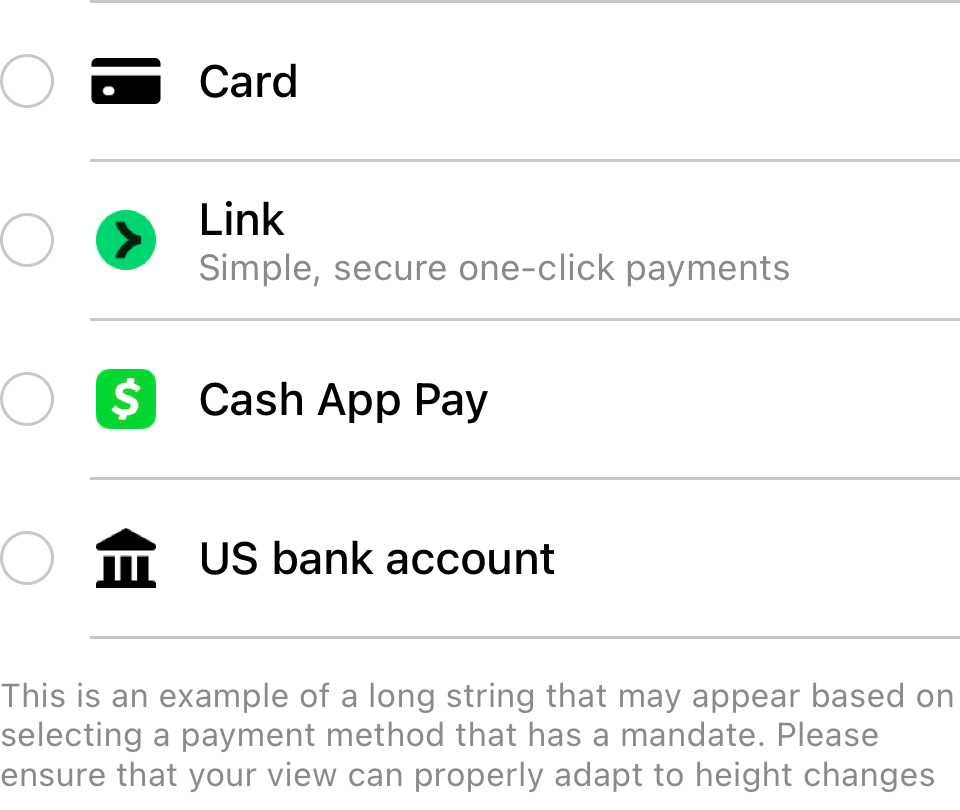 Card
Link
Simple, secure one-click payments
$
Cash App Pay
US bank account
This is an example of a long string that may appear based on
selecting a payment method that has a mandate. Please
ensure that your view can properly adapt to height changes